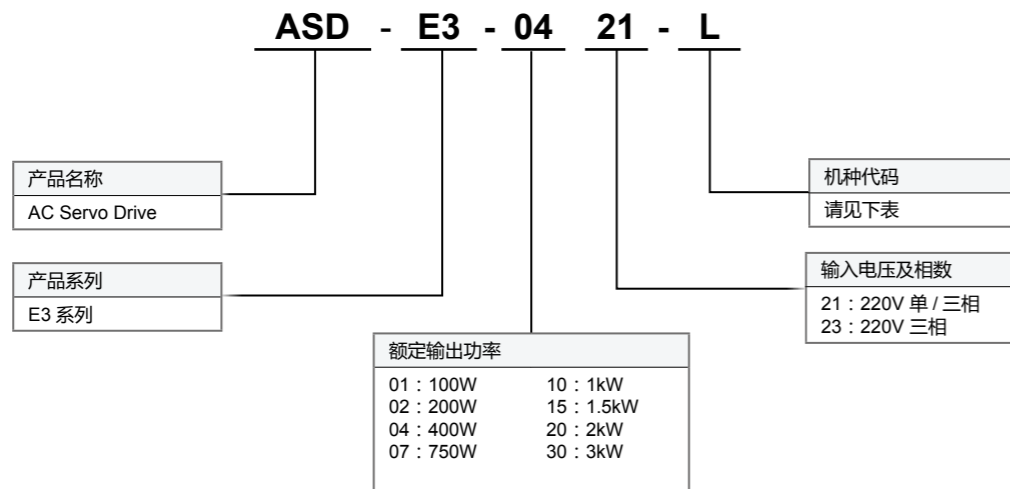 ASD - E3 - 04 21 - L
产品名称
AC Servo Drive
机种代码
请见下表
产品系列
E3 系列
输入电压及相数
21：220V 单 / 三相
23：220V 三相
额定输出功率
01：100W 10：1kW
02：200W 15：1.5kW
04：400W 20：2kW
07：750W 30：3kW